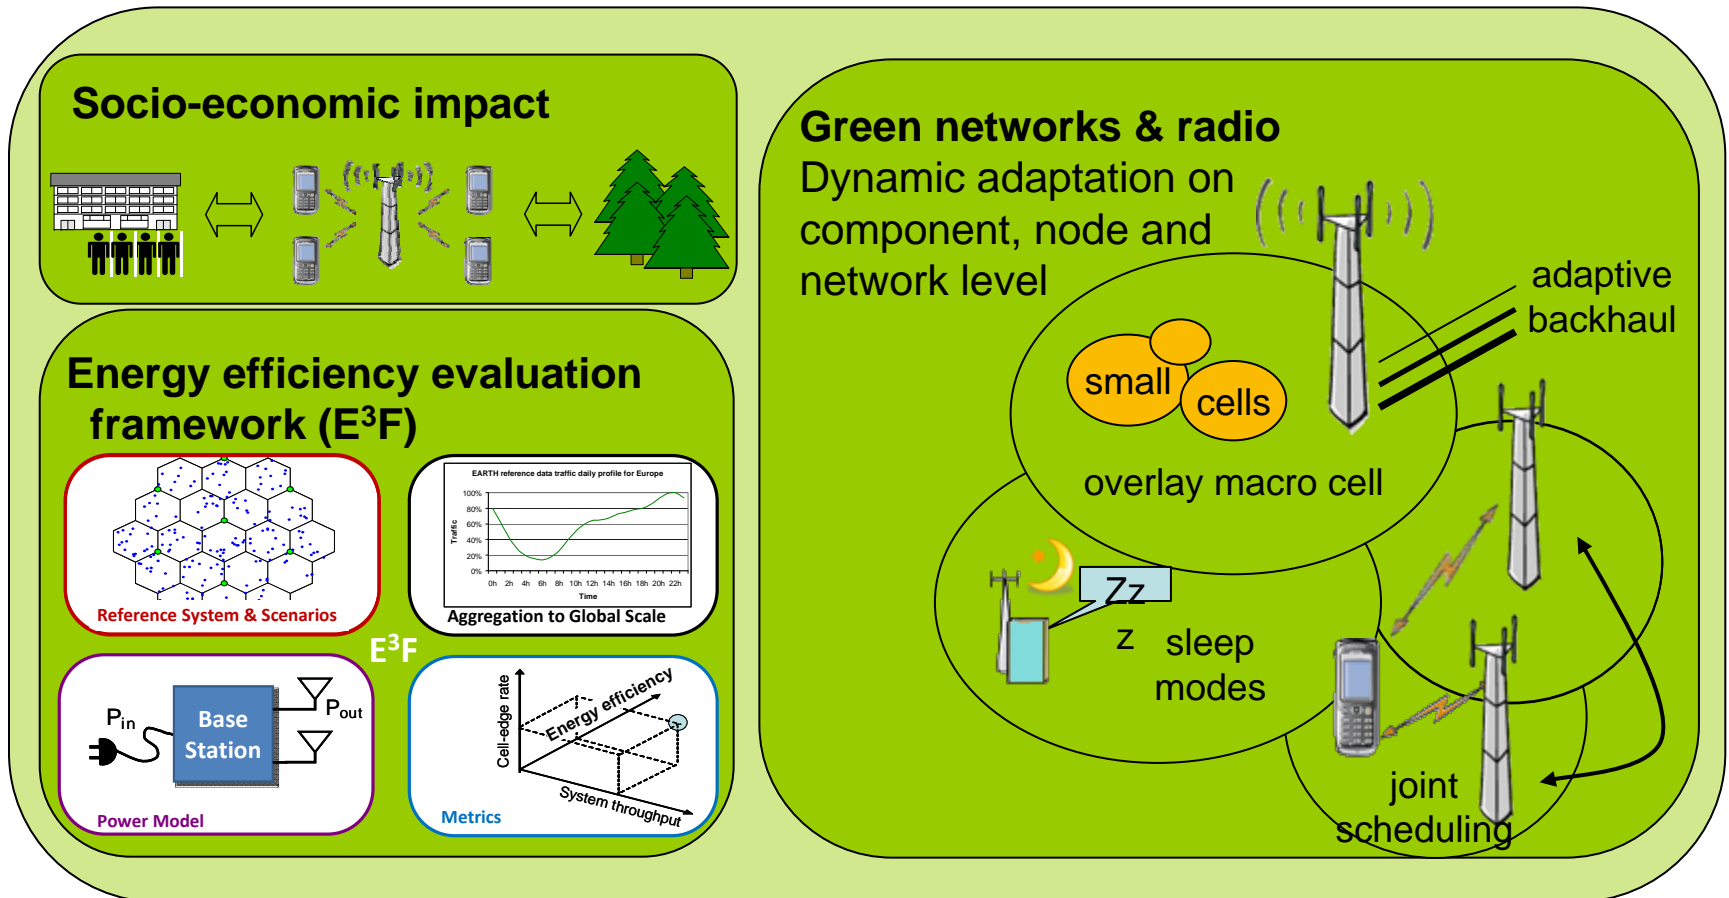 Socio-economic impact
Energy efficiency evaluation
framework (E³F)
EARTH reference data traffic daily profile for Europe
100%
80%
60%
40%
20%
0%
Traffic
0h 2h 4h 6h 8h 10h 12h 14h 16h 18h 20h 22h
Time
Reference System & Scenarios
Aggregation to Global Scale
E³F
Pin
Base
Station
Pout
Power Model
Cell-edge rate
Energy efficiency
System throughput
Metrics
Green networks & radio
Dynamic adaptation on
component, node and
network level
adaptive
backhaul
small
cells
overlay macro cell
Zz
z
sleep
modes
joint
scheduling